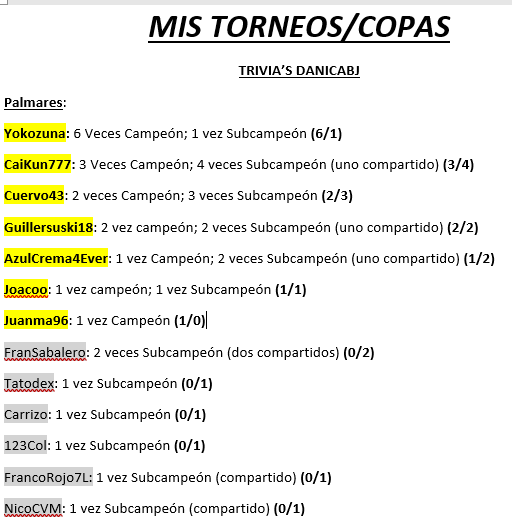 MIS TORNEOS/COPAS
TRIVIA’S DANICABJ
Palmares:
Yokozuna: 6 Veces Campeón; 1 vez Subcampeón (6/1)
CaiKun777: 3 Veces Campeón; 4 veces Subcampeón (uno compartido) (3/4)
Cuervo43: 2 veces Campeón; 3 veces Subcampeón (2/3)
Guillersuski18: 2 vez campeón; 2 veces Subcampeón (uno compartido) (2/2)
AzulCrema4Ever: 1 vez Campeón; 2 veces Subcampeón (uno compartido) (1/2)
Joacoo: 1 vez campeón; 1 vez Subcampeón (1/1)
Juanma96: 1 vez Campeón (1/0)
FranSabalero: 2 veces Subcampeón (dos compartidos) (0/2)
Tatodex: 1 vez Subcampeón (0/1)
Carrizo: 1 vez Subcampeón (0/1)
123Col: 1 vez Subcampeón (0/1)
FrancoRojo7L: 1 vez Subcampeón (compartido) (0/1)
NicoCVM: 1 vez Subcampeón (compartido) (0/1)